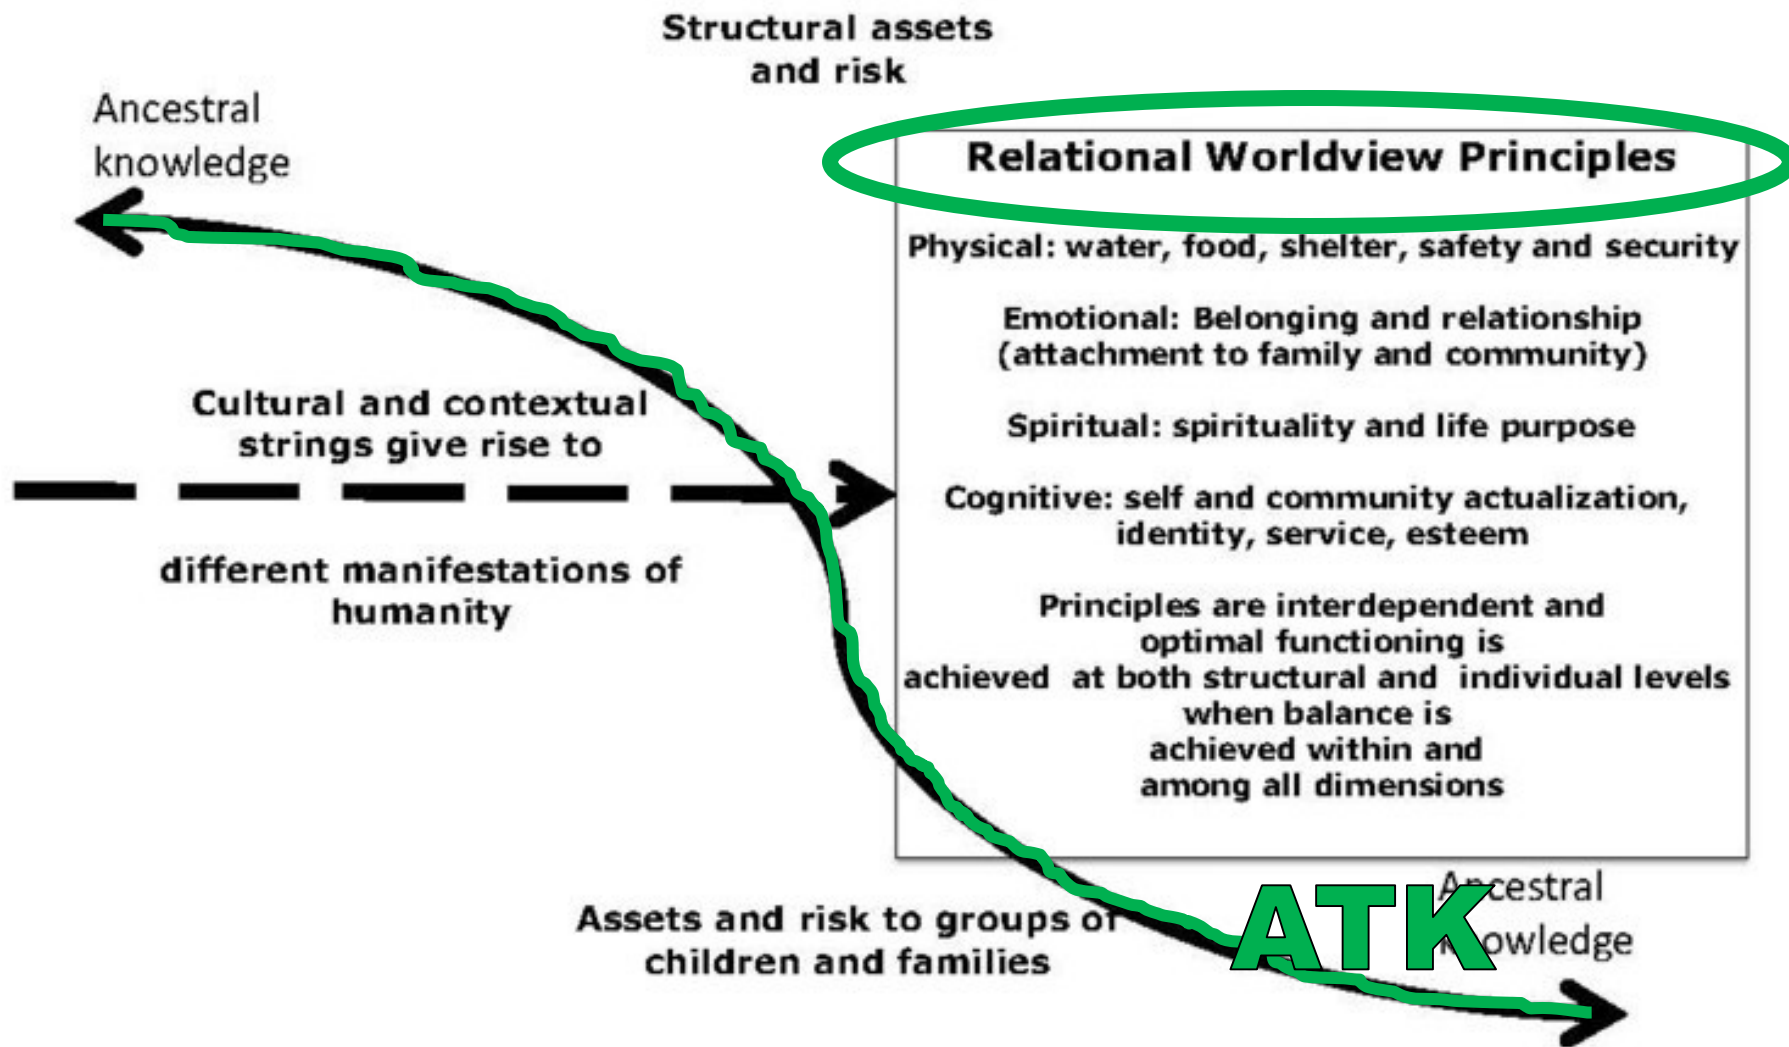 Structural assets
and risk
Ancestral
knowledge
Relational Worldview Principles
Physical: water, food, shelter, safety and security
Emotional: Belonging and relationship
(attachment to family and community)
Spiritual: spirituality and life purpose
Cognitive: self and community actualization,
identity, service, esteem
Principles are interdependent and
optimal functioning is
achieved at both structural and individual levels
when balance is
achieved within and
among all dimensions
Cultural and contextual
strings give rise to
different manifestations of
humanity
Assets and risk to groups of
children and families
ATK
Ancestral
knowledge